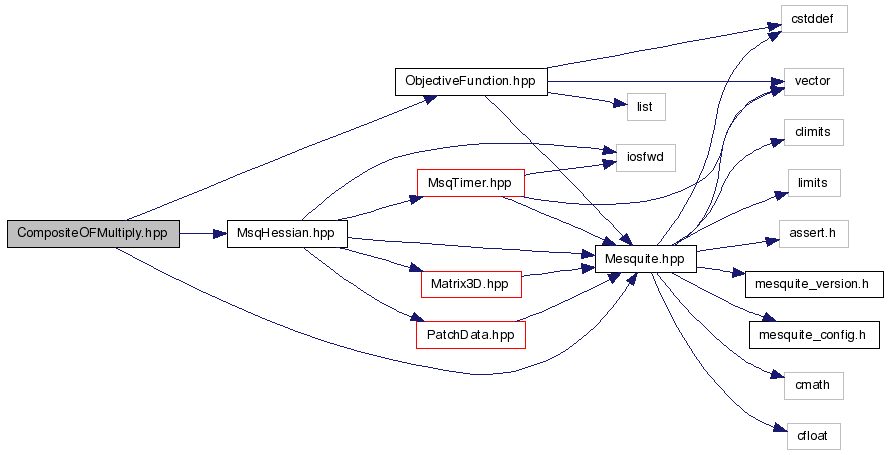 cstddef
ObjectiveFunction.hpp
vector
list
climits
iosfwd
MsqTimer.hpp
limits
CompositeOFMultiply.hpp
MsqHessian.hpp
assert.h
Mesquite.hpp
Matrix3D.hpp
mesquite_version.h
PatchData.hpp
mesquite_config.h
cmath
cfloat